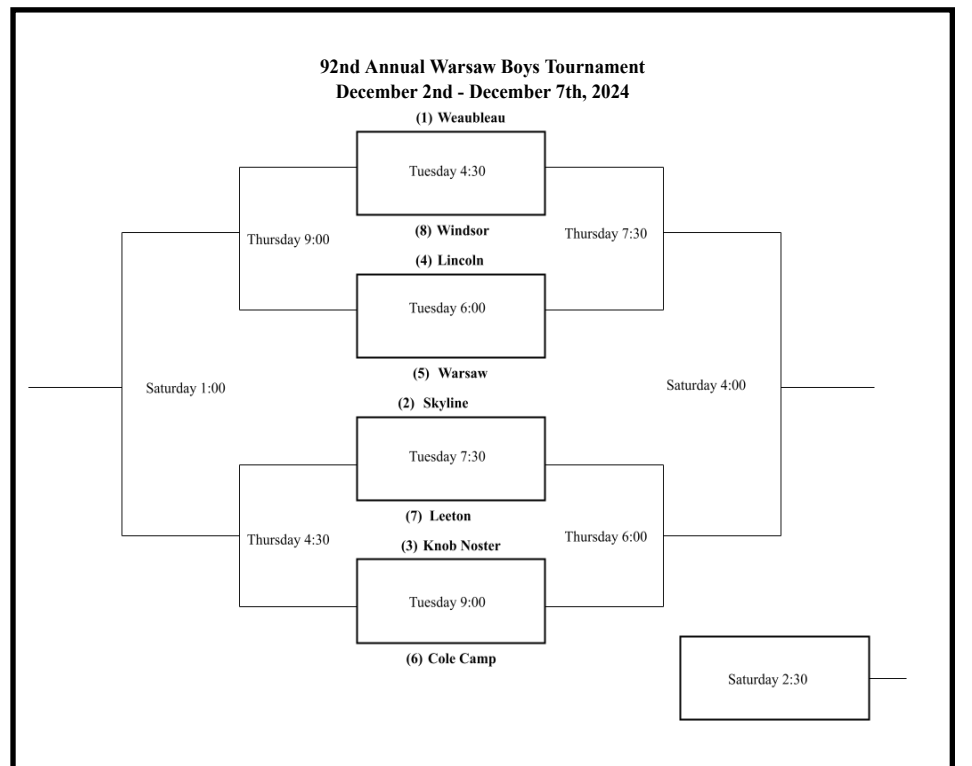 92nd Annual Warsaw Boys Tournament
December 2nd - December 7th, 2024
(1) Weaubleau
Tuesday 4:30
Thursday 9:00
(8) Windsor
Thursday 7:30
(4) Lincoln
Tuesday 6:00
(5) Warsaw
Saturday 1:00
Saturday 4:00
(2) Skyline
Tuesday 7:30
(7) Leeton
Thursday 4:30
(3) Knob Noster
Thursday 6:00
Tuesday 9:00
(6) Cole Camp
Saturday 2:30